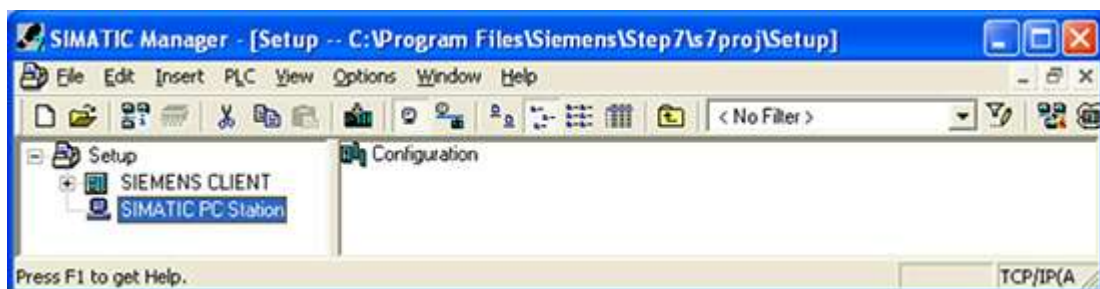 SIMATIC Manager - [Setup -- C:\Program Files\Siemens\Step7\s7proj\Setup]
File Edit Insert PLC View Options Window Help
< No Filter >
Setup
SIEMENS CLIENT
SIMATIC PC Station
Configuration
Press F1 to get Help.
TCP/IP(A